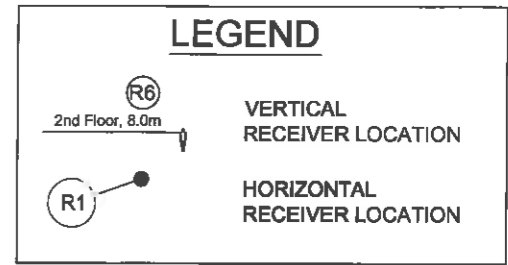 LEGEND
R6
2nd Floor, 8.0m
VERTICAL
RECEIVER LOCATION
R1
HORIZONTAL
RECEIVER LOCATION